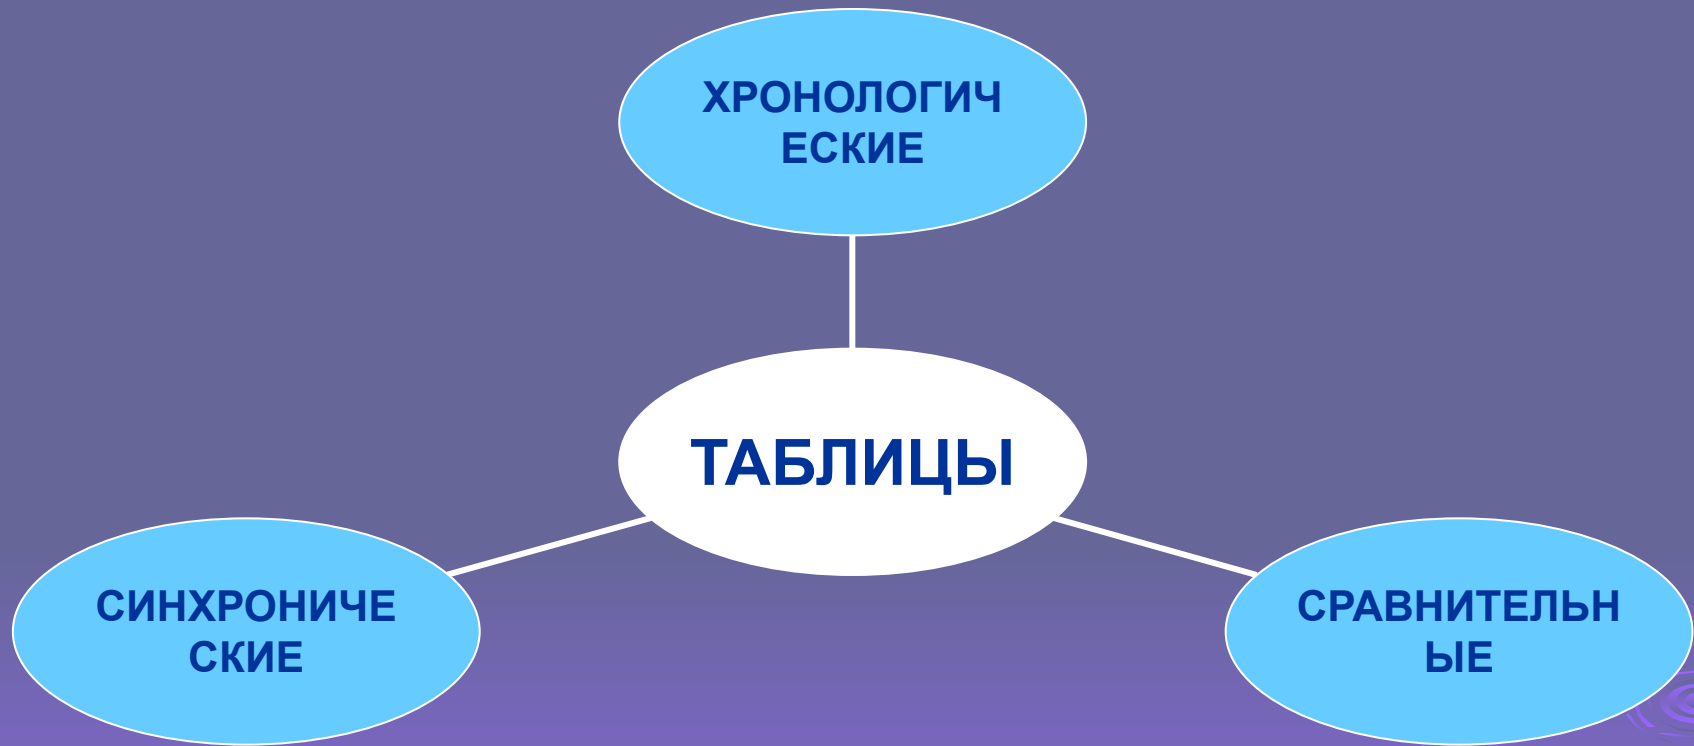 ХРОНОЛОГИЧ
ЕСКИЕ
ТАБЛИЦЫ
СИНХРОНИЧЕ
СКИЕ
СРАВНИТЕЛЬН
ЫЕ